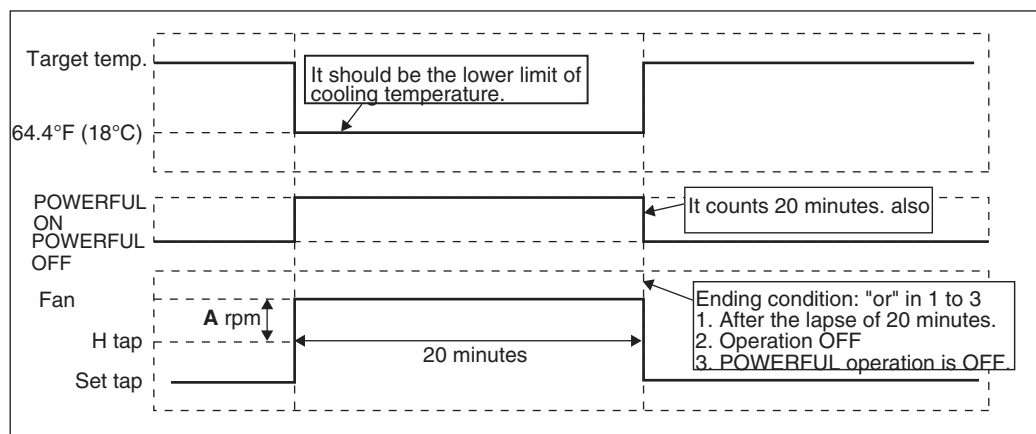 Target temp.
It should be the lower limit of
cooling temperature.
64.4°F (18°C)
POWERFUL
ON
POWERFUL
OFF
It counts 20 minutes. also
Fan
A rpm
H tap
20 minutes
Set tap
Ending condition: "or" in 1 to 3
1. After the lapse of 20 minutes.
2. Operation OFF
3. POWERFUL operation is OFF.